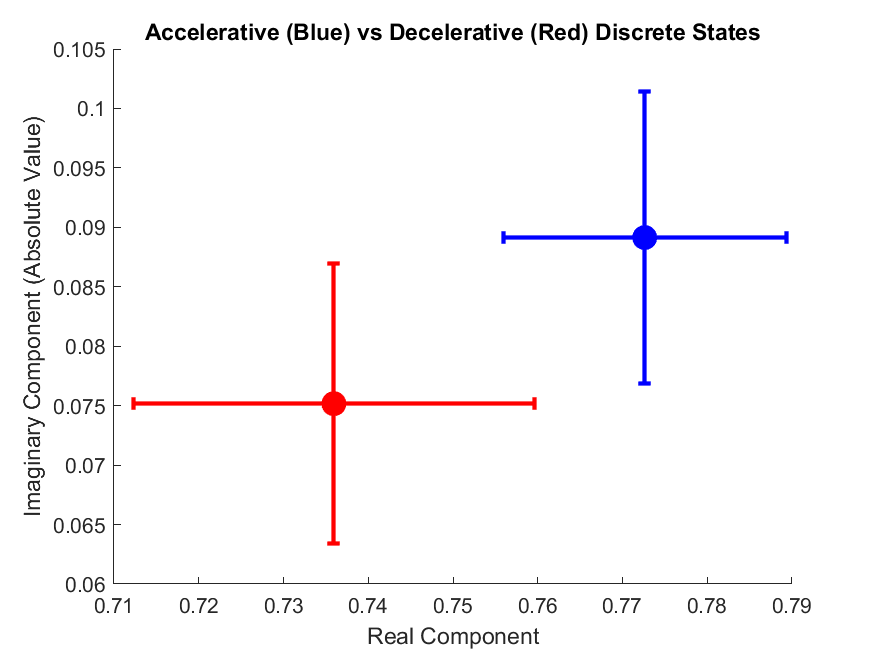 Accelerative (Blue) vs Decelerative (Red) Discrete States
0.105
0.1
0.095
0.09
0.085
0.08
0.075
0.07
0.065
0.06
Imaginary Component (Absolute Value)
0.71 0.72 0.73 0.74 0.75 0.76 0.77 0.78 0.79
Real Component